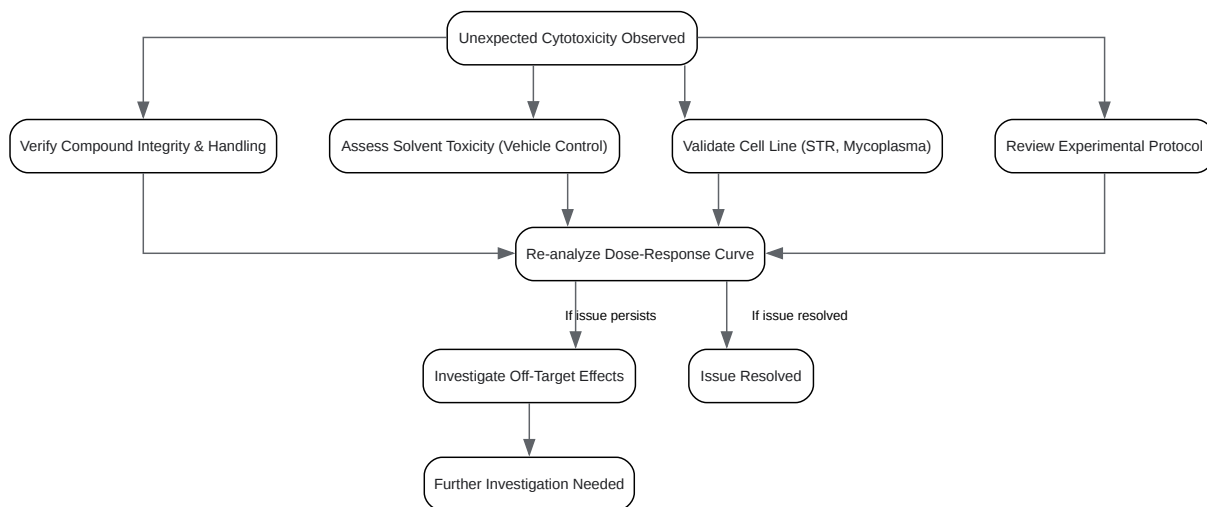 Unexpected Cytotoxicity Observed
Verify Compound Integrity & Handling
Assess Solvent Toxicity (Vehicle Control)
Validate Cell Line (STR, Mycoplasma)
Review Experimental Protocol
Re-analyze Dose-Response Curve
If issue persists
If issue resolved
Investigate Off-Target Effects
Issue Resolved
Further Investigation Needed